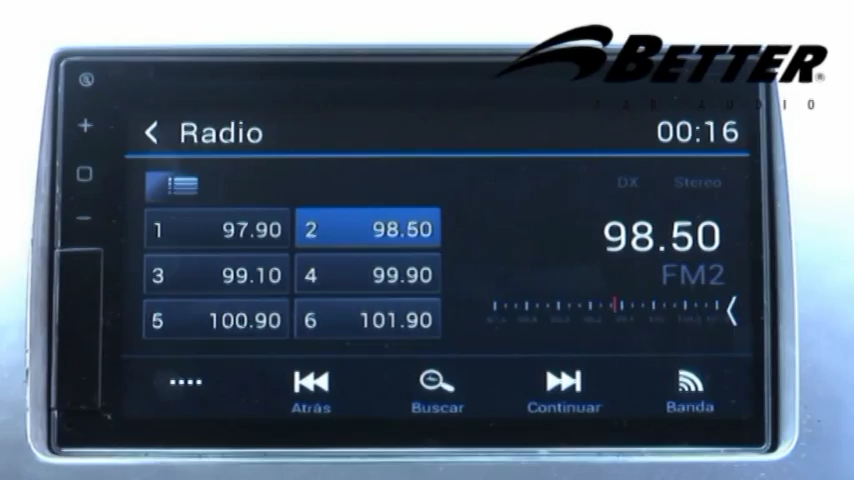 BETTER®
CAR AUDIO
Radio
00:16
DX Stereo
1 97.90
2 98.50
3 99.10
4 99.90
5 100.90
6 101.90
98.50
FM2
Atrás
Buscar
Continuar
Banda